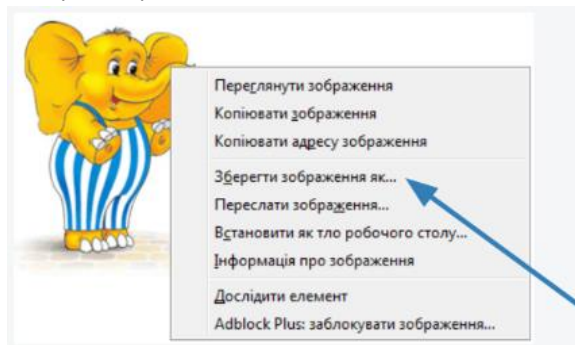 Переглянути зображення
Копіювати зображення
Копіювати адресу зображення
Зберегти зображення як...
Переслати зображення...
Встановити як тло робочого столу...
Інформація про зображення
Дослідити елемент
Adblock Plus: заблокувати зображення...